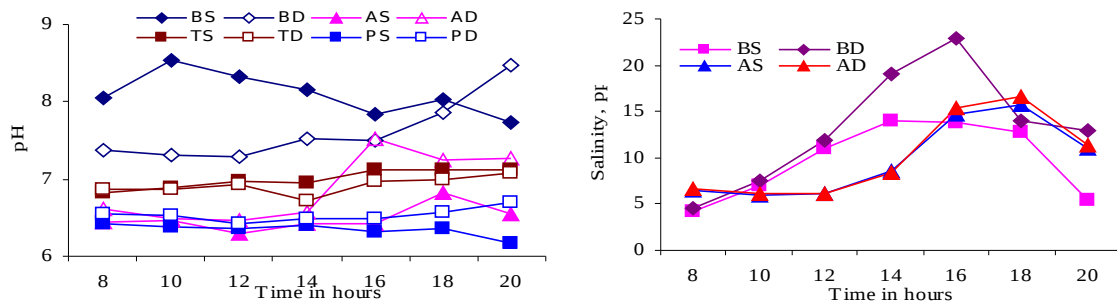 pH
9
8
7
6
BS BD AS AD
TS TD PS PD
8 10 12 14 16 18 20
Time in hours
Salinity, pI
25
20
15
10
5
0
BS BD
AS AD
8 10 12 14 16 18 20
Time in hours